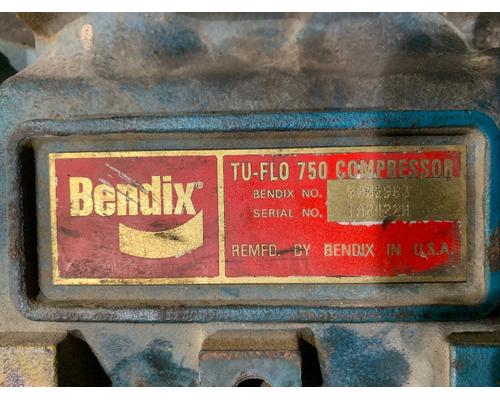 Bendix®
TU-FLO 750 COMPRESSOR
BENDIX NO.
SERIAL NO.
REMFD. BY BENDIX IN U.S.A.